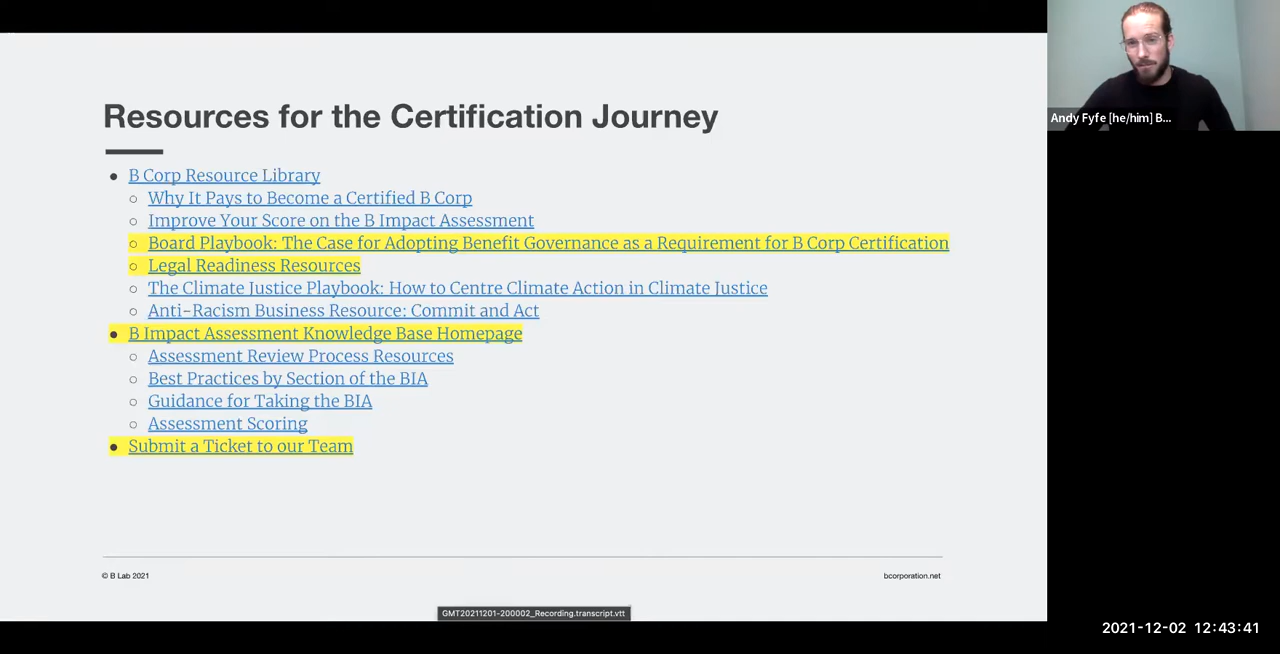 Resources for the Certification Journey
● B Corp Resource Library
○ Why It Pays to Become a Certified B Corp
○ Improve Your Score on the B Impact Assessment
○ Board Playbook: The Case for Adopting Benefit Governance as a Requirement for B Corp Certification
○ Legal Readiness Resources
○ The Climate Justice Playbook: How to Centre Climate Action in Climate Justice
○ Anti-Racism Business Resource: Commit and Act
● B Impact Assessment Knowledge Base Homepage
○ Assessment Review Process Resources
○ Best Practices by Section of the BIA
○ Guidance for Taking the BIA
○ Assessment Scoring
● Submit a Ticket to our Team
© B Lab 2021
bcorporation.net
GMT20211201-200002_Recording.transcript.vtt
Andy Fyfe [he/him] B...
2021-12-02 12:43:41